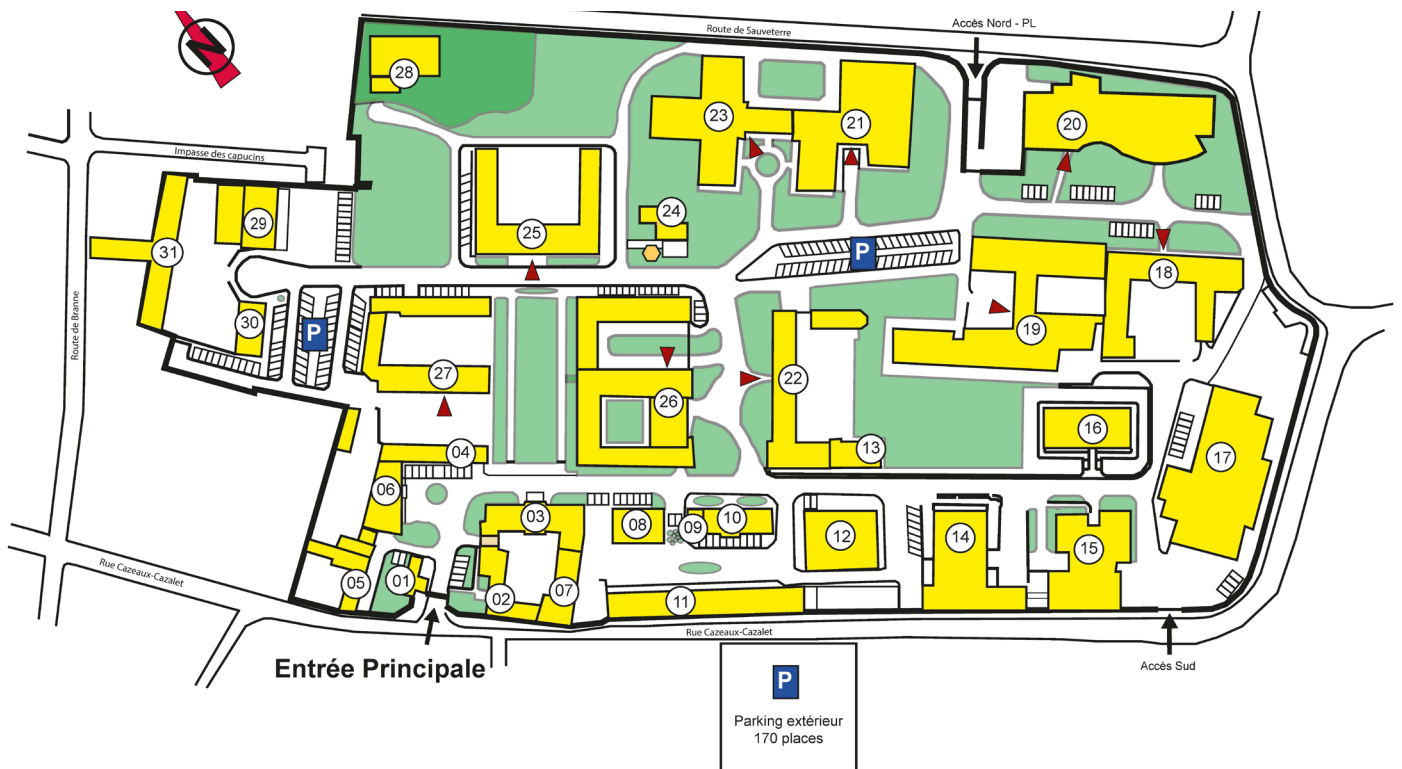 N
Accès Nord - PL
Route de Sauveterre
28
23
21
20
Impasse des capucins
24
29
25
31
P
18
30
P
19
Route de Branne
27
22
26
16
13
04
17
06
03
08
09
10
12
14
15
Rue Cazeaux-Cazalet
05
01
02
07
11
Rue Cazeaux-Cazalet
Entrée Principale
Accès Sud
P
Parking extérieur
170 places